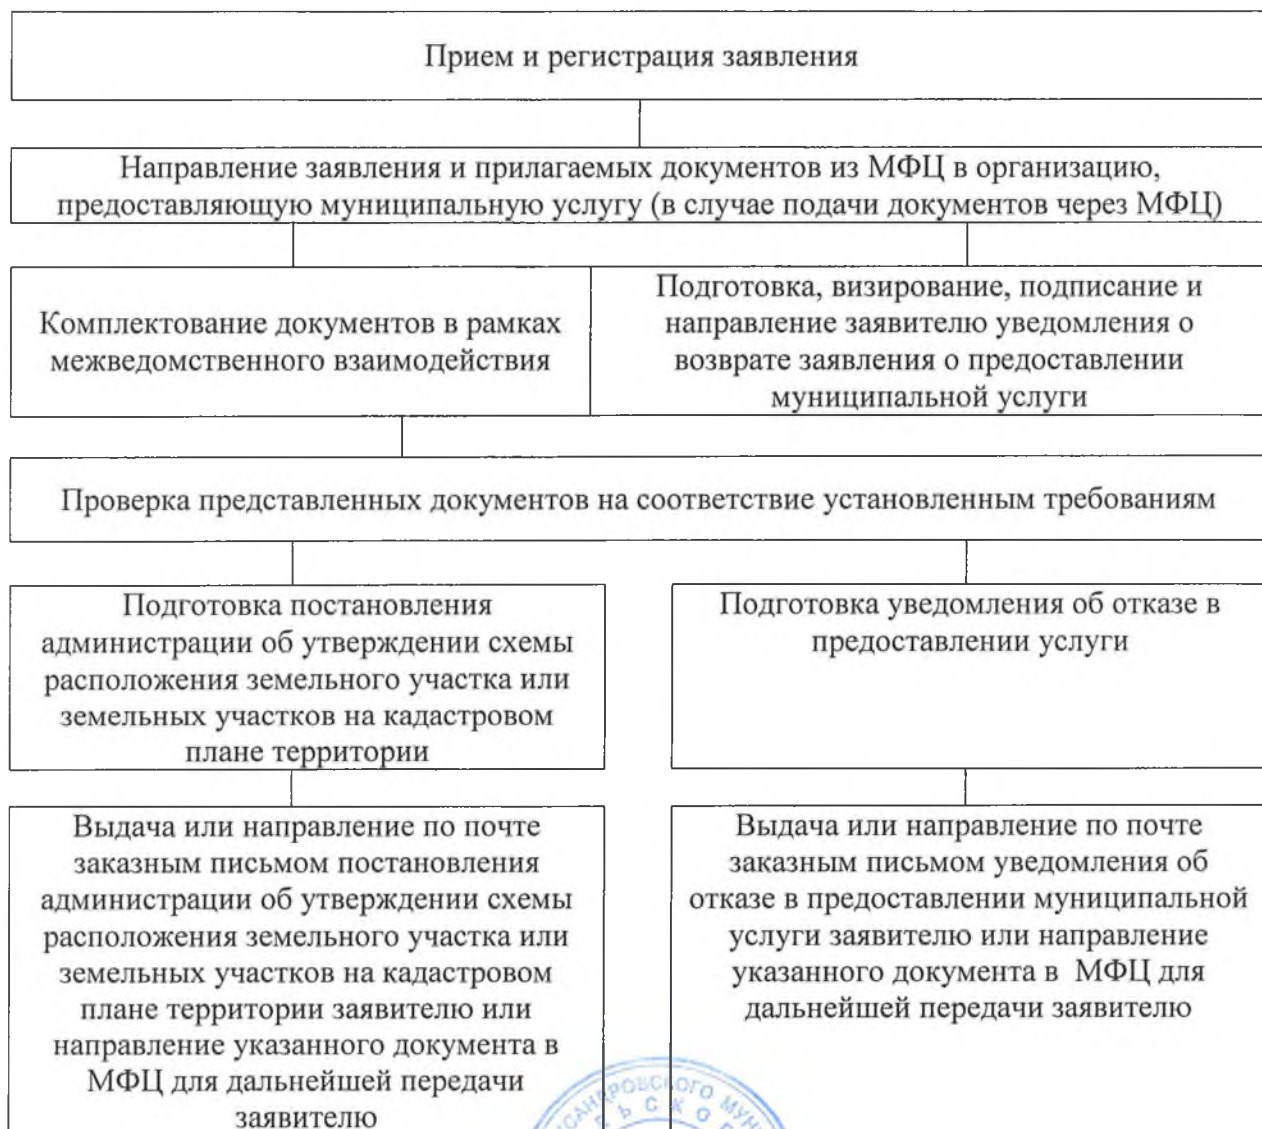 Прием и регистрация заявления
Направление заявления и прилагаемых документов из МФЦ в организацию,
предоставляющую муниципальную услугу (в случае подачи документов через МФЦ)
Комплектование документов в рамках
межведомственного взаимодействия
Подготовка, визирование, подписание и
направление заявителю уведомления о
возврате заявления о предоставлении
муниципальной услуги
Проверка представленных документов на соответствие установленным требованиям
Подготовка постановления
администрации об утверждении схемы
расположения земельного участка или
земельных участков на кадастровом
плане территории
Подготовка уведомления об отказе в
предоставлении услуги
Выдача или направление по почте
заказным письмом постановления
администрации об утверждении схемы
расположения земельного участка или
земельных участков на кадастровом
плане территории заявителю или
направление указанного документа в
МФЦ для дальнейшей передачи
заявителю
Выдача или направление по почте
заказным письмом уведомления об
отказе в предоставлении муниципальной
услуги заявителю или направление
указанного документа в МФЦ для
дальнейшей передачи заявителю